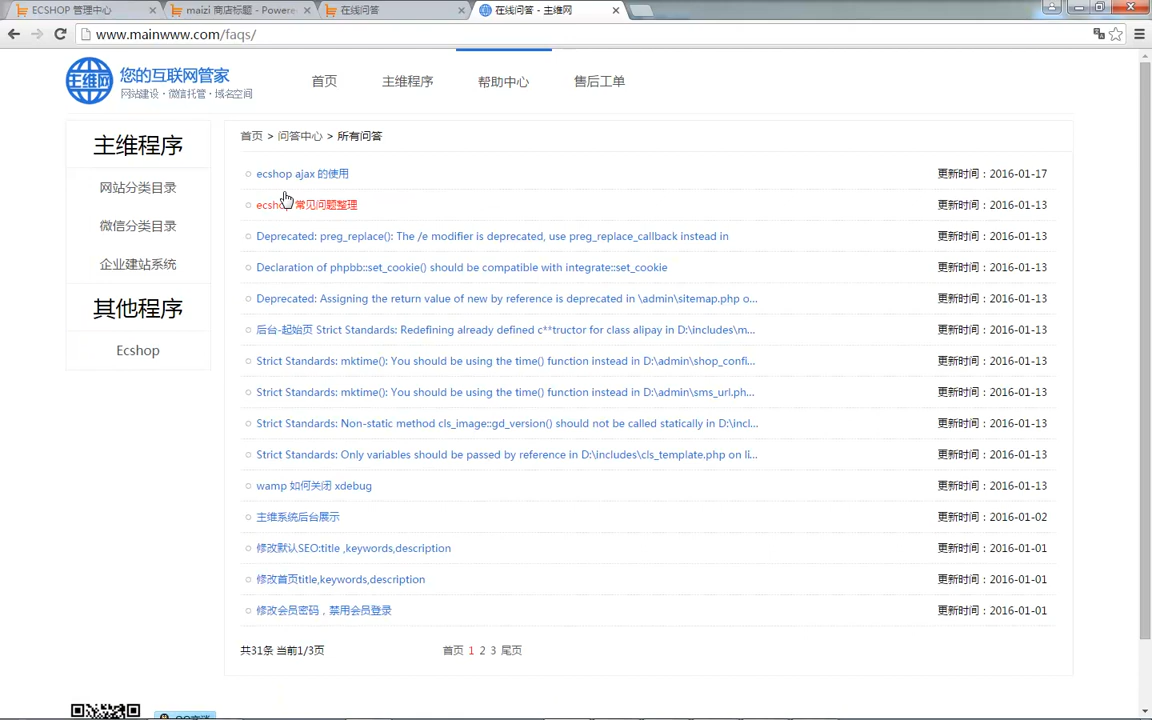 ECSHOP 管理中心
maizi 商店标题 - Powere
在线问答
在线问答 - 主维网
www.mainwww.com/faqs/
主维网
您的互联网管家
网站建设·微信托管·域名空间
首页
主维程序
帮助中心
售后工单
主维程序
网站分类目录
微信分类目录
企业建站系统
其他程序
Ecshop
首页 > 问答中心 > 所有问答
ecshop ajax 的使用 更新时间：2016-01-17
ecshop 常见问题整理 更新时间：2016-01-13
Deprecated: preg_replace(): The /e modifier is deprecated, use preg_replace_callback instead in 更新时间：2016-01-13
Declaration of phpbb::set_cookie() should be compatible with integrate::set_cookie 更新时间：2016-01-13
Deprecated: Assigning the return value of new by reference is deprecated in \admin\sitemap.php o... 更新时间：2016-01-13
后台-起始页 Strict Standards: Redefining already defined c**tructor for class alipay in D:\includes\m... 更新时间：2016-01-13
Strict Standards: mktime(): You should be using the time() function instead in D:\admin\shop_confi... 更新时间：2016-01-13
Strict Standards: mktime(): You should be using the time() function instead in D:\admin\sms_url.ph... 更新时间：2016-01-13
Strict Standards: Non-static method cls_image::gd_version() should not be called statically in D:\incl... 更新时间：2016-01-13
Strict Standards: Only variables should be passed by reference in D:\includes\cls_template.php on li... 更新时间：2016-01-13
wamp 如何关闭 xdebug 更新时间：2016-01-13
主维系统后台展示 更新时间：2016-01-02
修改默认SEO:title ,keywords,description 更新时间：2016-01-01
修改首页title,keywords,description 更新时间：2016-01-01
修改会员密码，禁用会员登录 更新时间：2016-01-01
共31条 当前1/3页
首页 1 2 3 尾页